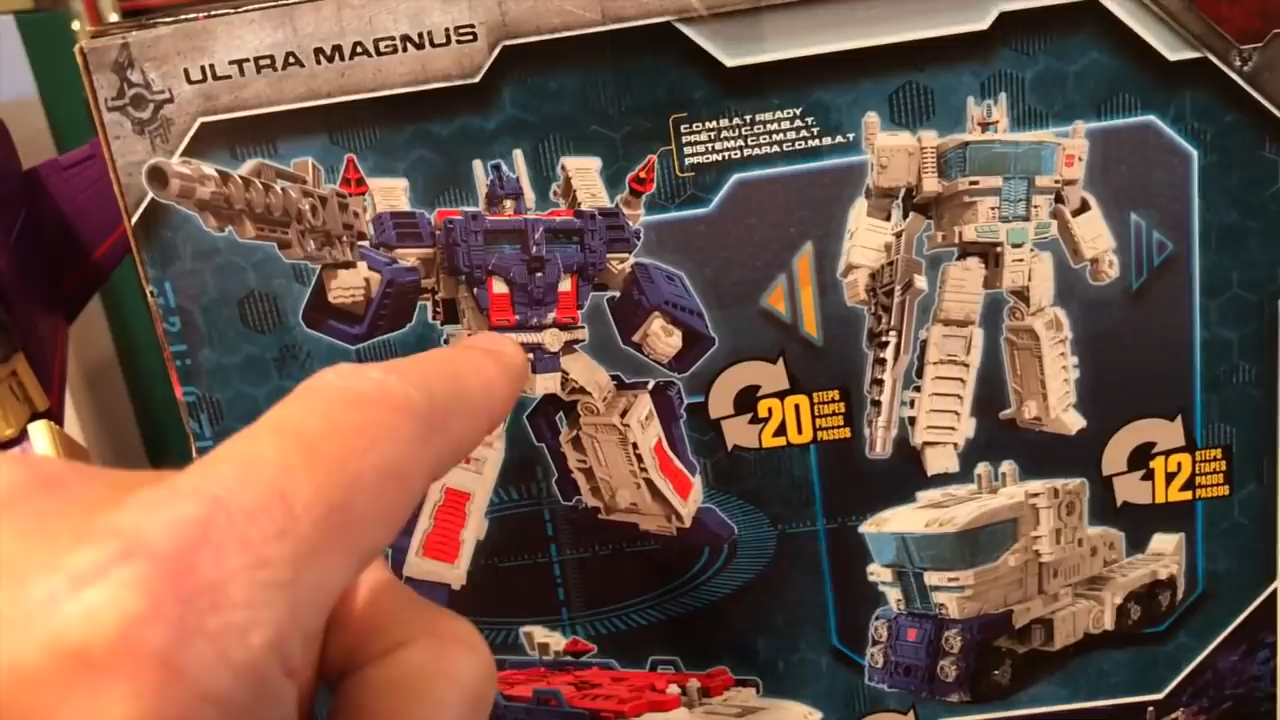 ULTRA MAGNUS
C.O.M.B.A.T READY
PRÊT AU C.O.M.B.A.T.
SISTEMA C.O.M.B.A.T
PRONTO PARA C.O.M.B.A.T
20 STEPS
ÉTAPES
PASOS
PASSOS
12 STEPS
ÉTAPES
PASOS
PASSOS